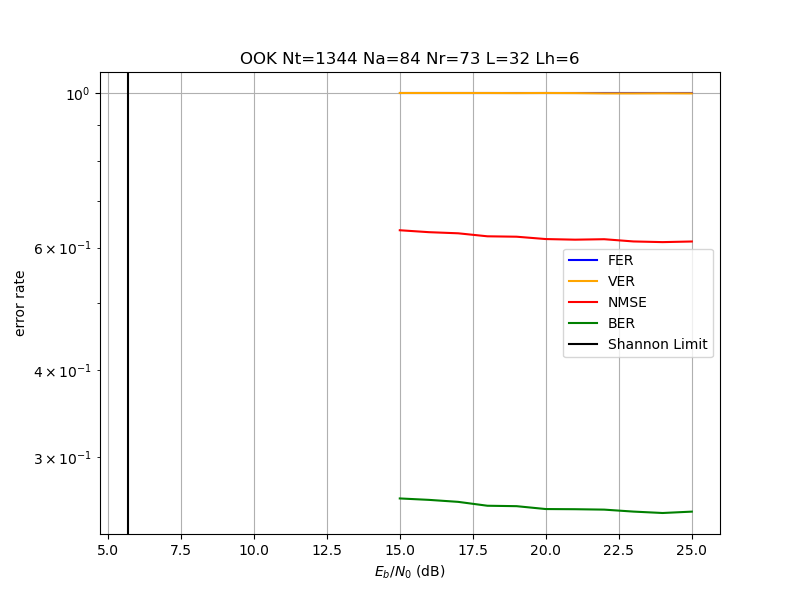 OOK Nt=1344 Na=84 Nr=73 L=32 Lh=6
10^0
6 × 10^-1
4 × 10^-1
3 × 10^-1
error rate
FER
VER
NMSE
BER
Shannon Limit
5.0 7.5 10.0 12.5 15.0 17.5 20.0 22.5 25.0
E_b/N_0 (dB)